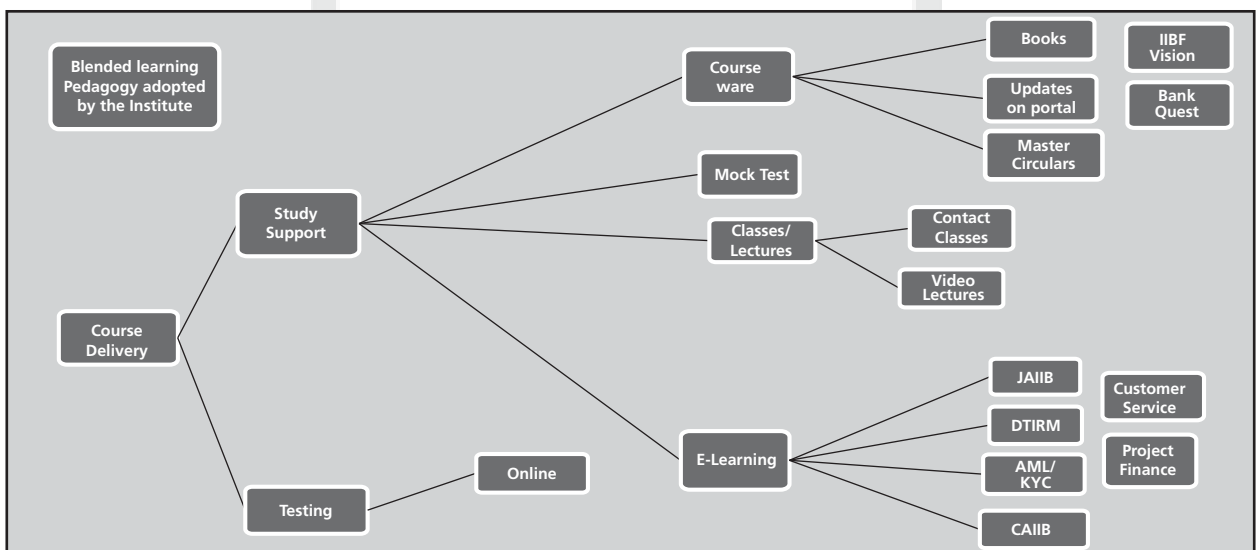 Blended learning
Pedagogy adopted
by the Institute
Course
ware
Books
IIBF
Vision
Updates
on portal
Bank
Quest
Master
Circulars
Mock Test
Study
Support
Classes/
Lectures
Contact
Classes
Video
Lectures
Course
Delivery
JAIIB
Customer
Service
DTIRM
E-Learning
Project
Finance
AML/
KYC
Online
Testing
CAIIB